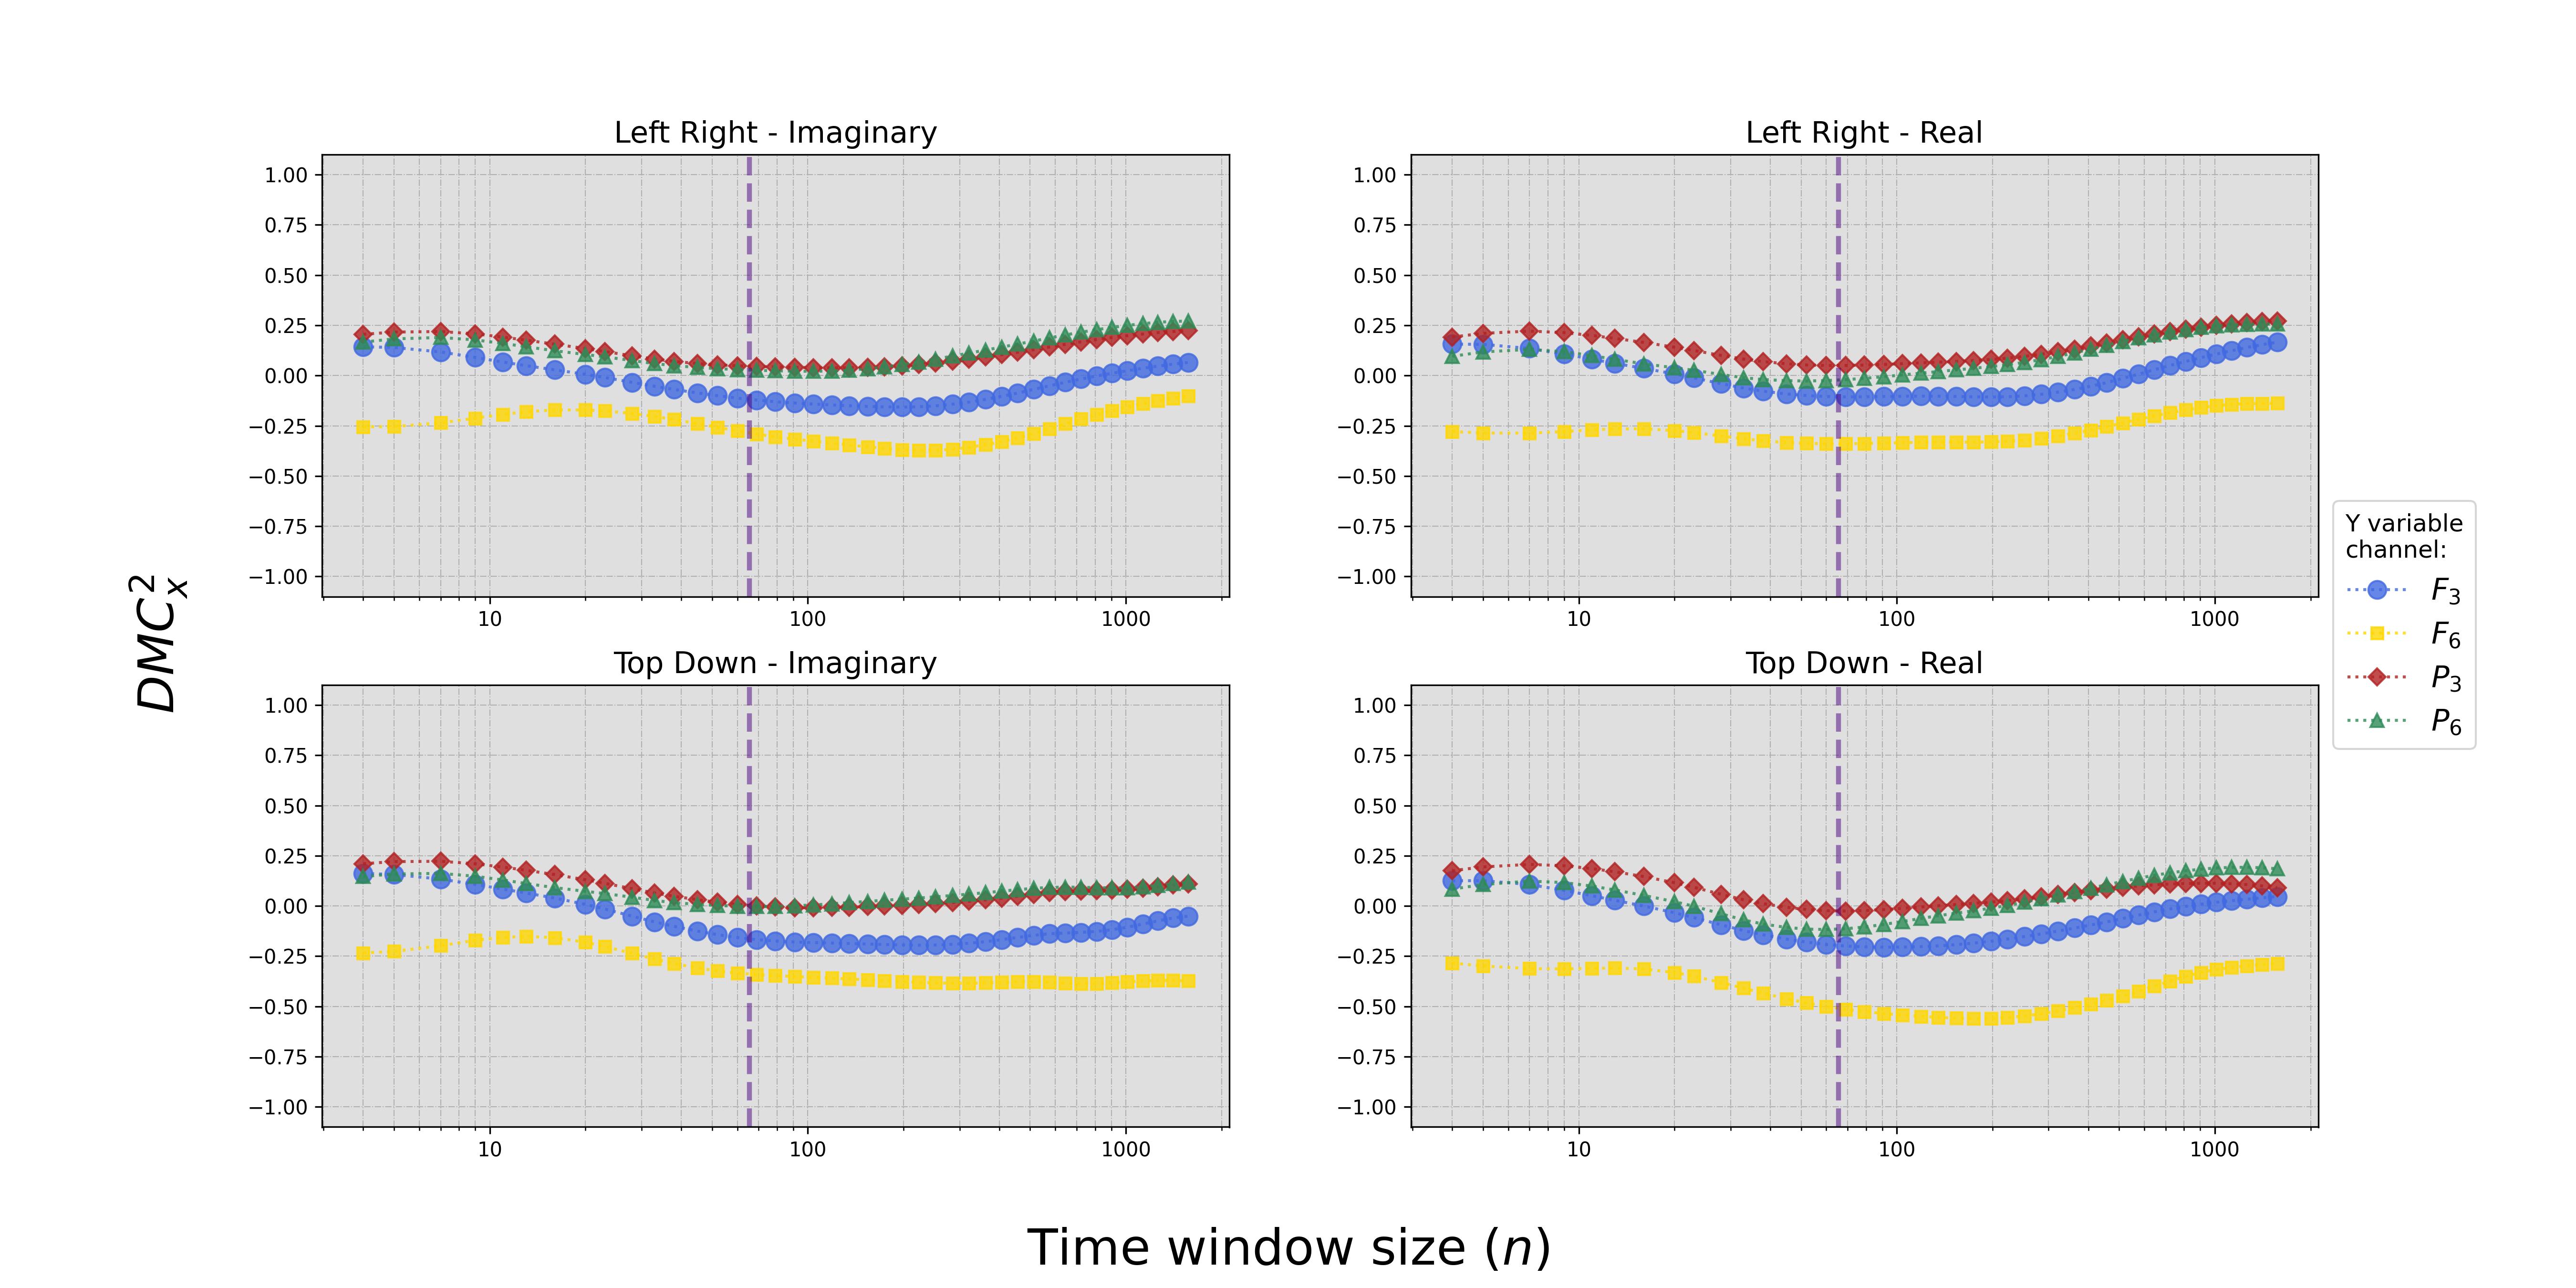 Left Right - Imaginary
1.00
0.75
0.50
0.25
0.00
−0.25
−0.50
−0.75
−1.00
10 100 1000
Left Right - Real
1.00
0.75
0.50
0.25
0.00
−0.25
−0.50
−0.75
−1.00
10 100 1000
Top Down - Imaginary
1.00
0.75
0.50
0.25
0.00
−0.25
−0.50
−0.75
−1.00
10 100 1000
Top Down - Real
1.00
0.75
0.50
0.25
0.00
−0.25
−0.50
−0.75
−1.00
10 100 1000
Y variable
channel:
F₃
F₆
P₃
P₆
DMCₓ²
Time window size (n)